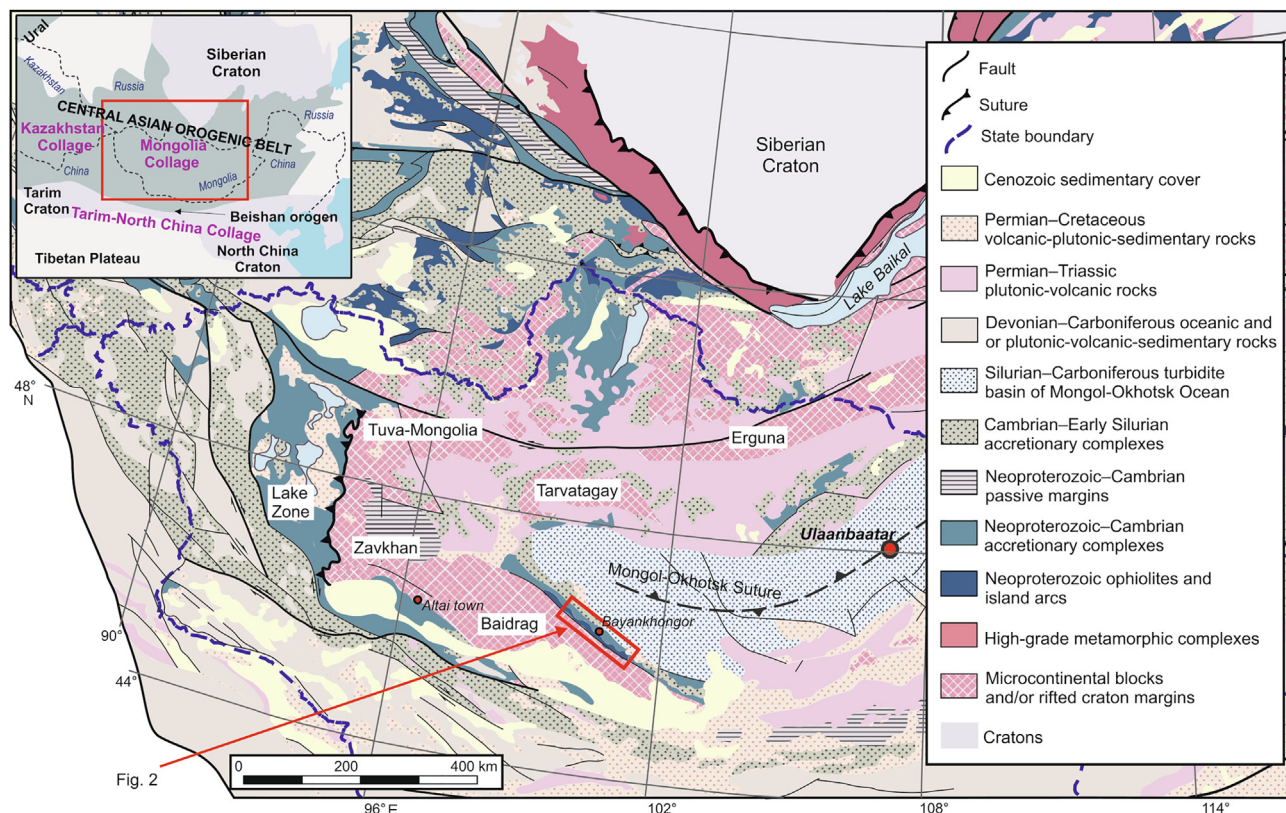 Ural
Siberian
Craton
Kazakhstan
Russia
CENTRAL ASIAN OROGENIC BELT
Russia
Kazakhstan
Collage
Mongolia
Collage
China
China
Mongolia
Tarim
Craton
Beishan orogen
Tarim-North China Collage
North China
Craton
Tibetan Plateau
Siberian
Craton
Lake Baikal
48°
N
Tuva-Mongolia
Erguna
Lake
Zone
Tarvatagay
Zavkhan
Ulaanbaatar
Mongol-Okhotsk Suture
Altai town
Baidrag
Bayankhongor
90°
44°
Fig. 2
0 200 400 km
96° E
102°
108°
114°
Fault
Suture
State boundary
Cenozoic sedimentary cover
Permian–Cretaceous
volcanic-plutonic-sedimentary rocks
Permian–Triassic
plutonic-volcanic rocks
Devonian–Carboniferous oceanic and
or plutonic-volcanic-sedimentary rocks
Silurian–Carboniferous turbidite
basin of Mongol-Okhotsk Ocean
Cambrian–Early Silurian
accretionary complexes
Neoproterozoic–Cambrian
passive margins
Neoproterozoic–Cambrian
accretionary complexes
Neoproterozoic ophiolites and
island arcs
High-grade metamorphic complexes
Microcontinental blocks
and/or rifted craton margins
Cratons